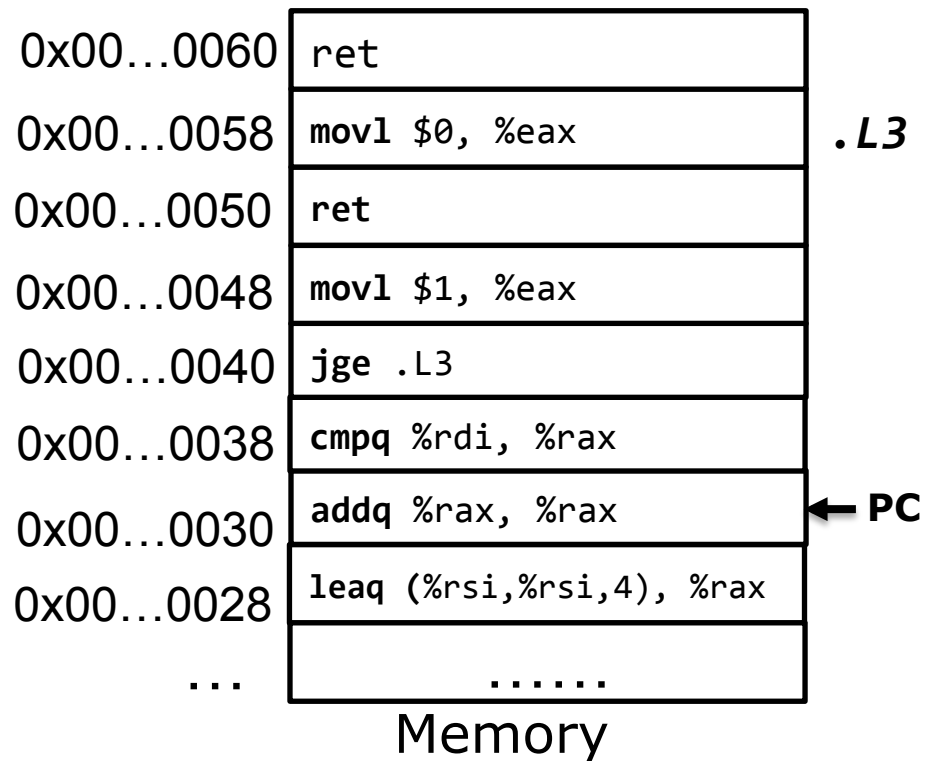 0x00…0060 ret
0x00…0058 movl $0, %eax .L3
0x00…0050 ret
0x00…0048 movl $1, %eax
0x00…0040 jge .L3
0x00…0038 cmpq %rdi, %rax
0x00…0030 addq %rax, %rax PC
0x00…0028 leaq (%rsi,%rsi,4), %rax
... ......
Memory